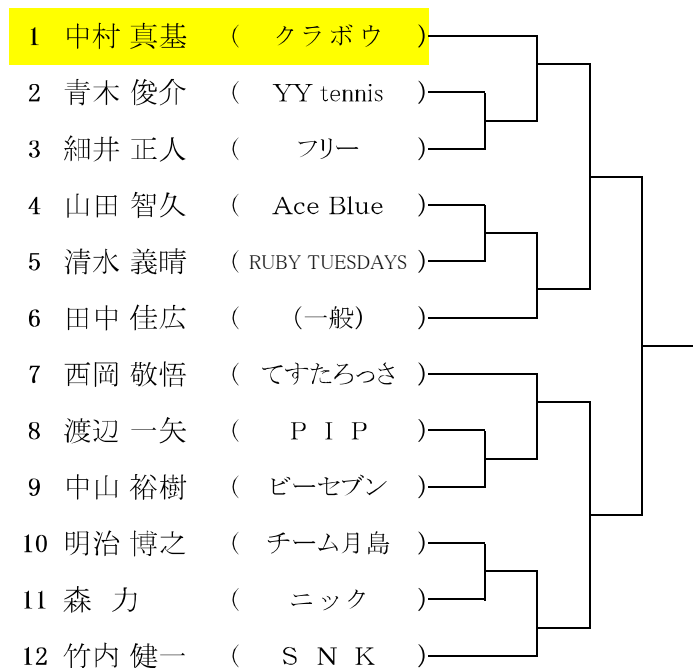 1 中村 真基 ( クラボウ )
2 青木 俊介 ( YY tennis )
3 細井 正人 ( フリー )
4 山田 智久 ( Ace Blue )
5 清水 義晴 ( RUBY TUESDAYS )
6 田中 佳広 ( (一般) )
7 西岡 敬悟 ( てすたろっさ )
8 渡辺 一矢 ( P I P )
9 中山 裕樹 ( ビーセブン )
10 明治 博之 ( チーム月島 )
11 森 力 ( ニック )
12 竹内 健一 ( S N K )